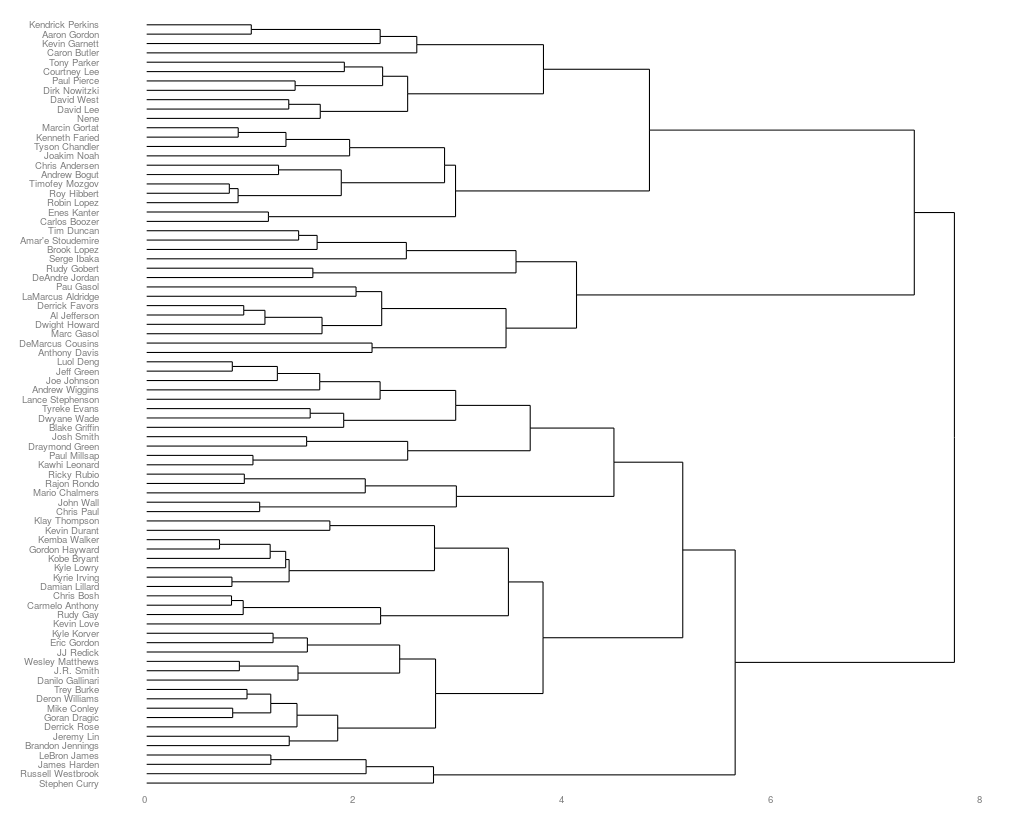 Kendrick Perkins
Aaron Gordon
Kevin Garnett
Caron Butler
Tony Parker
Courtney Lee
Paul Pierce
Dirk Nowitzki
David West
David Lee
Nene
Marcin Gortat
Kenneth Faried
Tyson Chandler
Joakim Noah
Chris Andersen
Andrew Bogut
Timofey Mozgov
Roy Hibbert
Robin Lopez
Enes Kanter
Carlos Boozer
Tim Duncan
Amar'e Stoudemire
Brook Lopez
Serge Ibaka
Rudy Gobert
DeAndre Jordan
Pau Gasol
LaMarcus Aldridge
Derrick Favors
Al Jefferson
Dwight Howard
Marc Gasol
DeMarcus Cousins
Anthony Davis
Luol Deng
Jeff Green
Joe Johnson
Andrew Wiggins
Lance Stephenson
Tyreke Evans
Dwyane Wade
Blake Griffin
Josh Smith
Draymond Green
Paul Millsap
Kawhi Leonard
Ricky Rubio
Rajon Rondo
Mario Chalmers
John Wall
Chris Paul
Klay Thompson
Kevin Durant
Kemba Walker
Gordon Hayward
Kobe Bryant
Kyle Lowry
Kyrie Irving
Damian Lillard
Chris Bosh
Carmelo Anthony
Rudy Gay
Kevin Love
Kyle Korver
Eric Gordon
JJ Redick
Wesley Matthews
J.R. Smith
Danilo Gallinari
Trey Burke
Deron Williams
Mike Conley
Goran Dragic
Derrick Rose
Jeremy Lin
Brandon Jennings
LeBron James
James Harden
Russell Westbrook
Stephen Curry
0 2 4 6 8